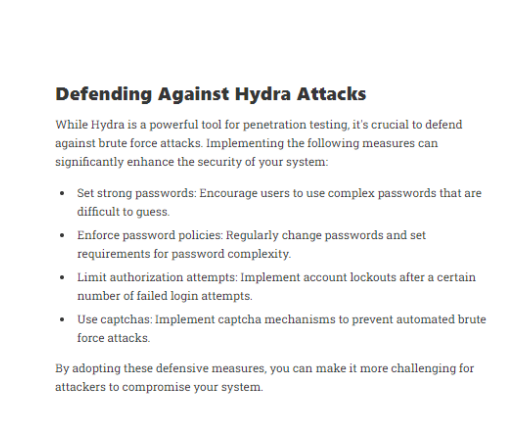 Defending Against Hydra Attacks
While Hydra is a powerful tool for penetration testing, it's crucial to defend
against brute force attacks. Implementing the following measures can
significantly enhance the security of your system:
• Set strong passwords: Encourage users to use complex passwords that are
difficult to guess.
• Enforce password policies: Regularly change passwords and set
requirements for password complexity.
• Limit authorization attempts: Implement account lockouts after a certain
number of failed login attempts.
• Use captchas: Implement captcha mechanisms to prevent automated brute
force attacks.
By adopting these defensive measures, you can make it more challenging for
attackers to compromise your system.